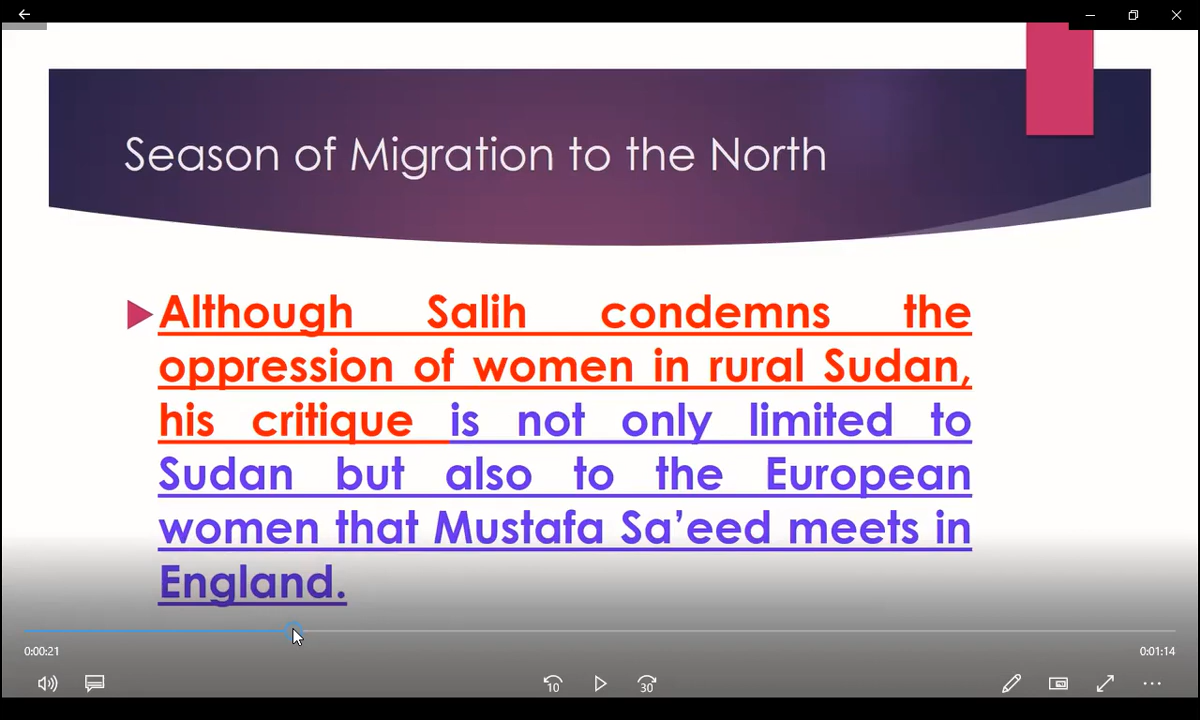 Season of Migration to the North
Although Salih condemns the
oppression of women in rural Sudan,
his critique is not only limited to
Sudan but also to the European
women that Mustafa Sa’eed meets in
England.
0:00:21
0:01:14
10
30